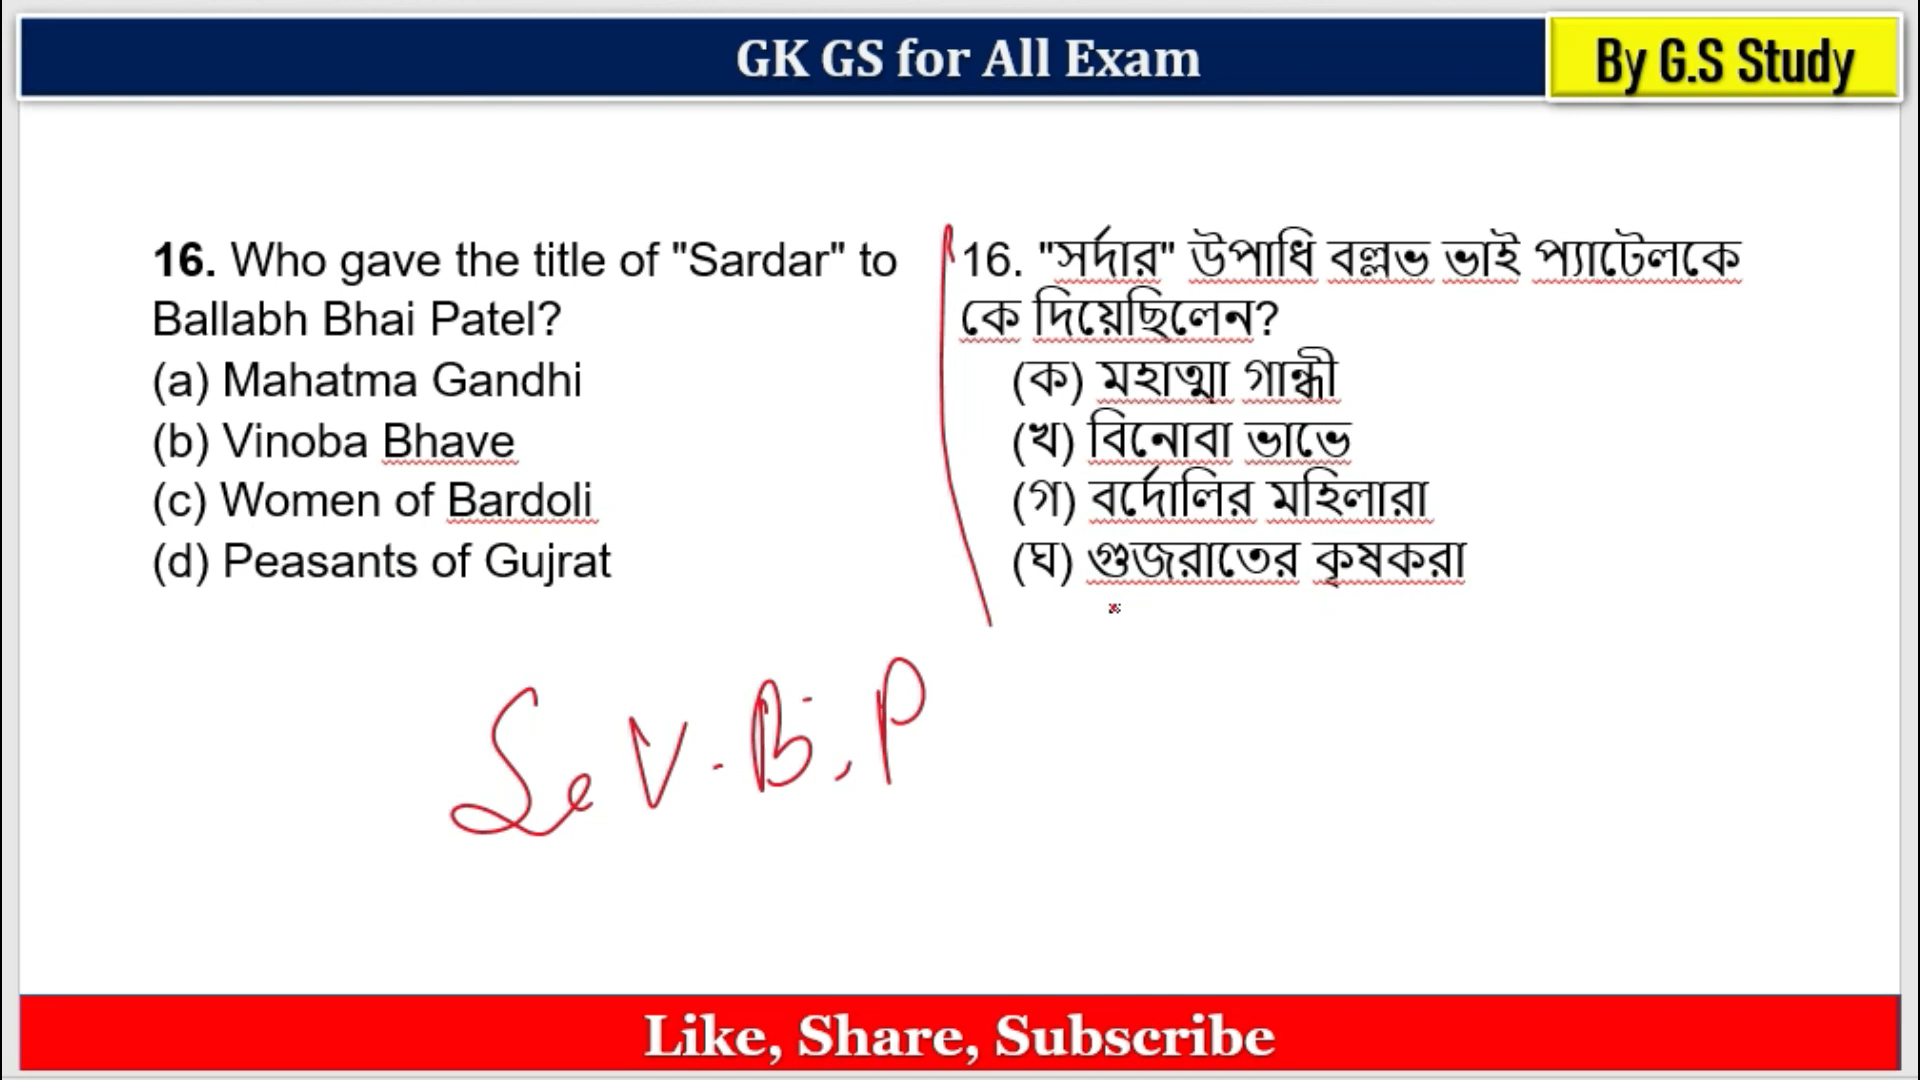 GK GS for All Exam
By G.S Study
16. Who gave the title of "Sardar" to
Ballabh Bhai Patel?
(a) Mahatma Gandhi
(b) Vinoba Bhave
(c) Women of Bardoli
(d) Peasants of Gujrat
16. "সর্দার" উপাধি বল্লভ ভাই প্যাটেলকে
কে দিয়েছিলেন?
(ক) মহাত্মা গান্ধী
(খ) বিনোবা ভাভে
(গ) বর্দোলির মহিলারা
(ঘ) গুজরাতের কৃষকরা
V. B. P
Like, Share, Subscribe